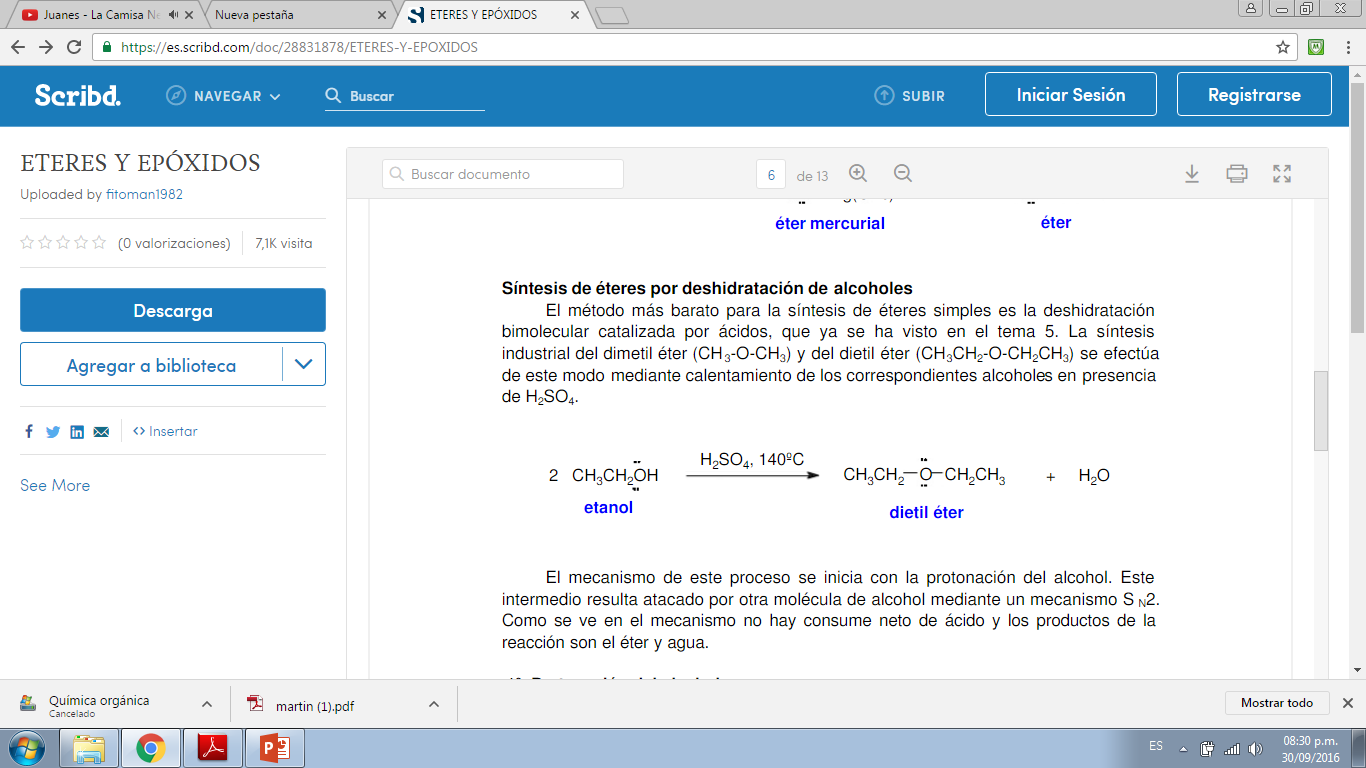 Juanes - La Camisa Ne
Nueva pestaña
ETERES Y EPÓXIDOS
https://es.scribd.com/doc/28831878/ETERES-Y-EPOXIDOS
Scribd.
NAVEGAR
Buscar
SUBIR
Iniciar Sesión
Registrarse
ETERES Y EPÓXIDOS
Uploaded by fitoman1982
(0 valorizaciones)
7,1K visita
Descarga
Agregar a biblioteca
Insertar
See More
Buscar documento
6 de 13
éter mercurial
éter
Síntesis de éteres por deshidratación de alcoholes
El método más barato para la síntesis de éteres simples es la deshidratación
bimolecular catalizada por ácidos, que ya se ha visto en el tema 5. La síntesis
industrial del dimetil éter (CH3-O-CH3) y del dietil éter (CH3CH2-O-CH2CH3) se efectúa
de este modo mediante calentamiento de los correspondientes alcoholes en presencia
de H2SO4.
2 CH3CH2OH
H2SO4, 140ºC
CH3CH2—O—CH2CH3 + H2O
etanol
dietil éter
El mecanismo de este proceso se inicia con la protonación del alcohol. Este
intermedio resulta atacado por otra molécula de alcohol mediante un mecanismo S N2.
Como se ve en el mecanismo no hay consume neto de ácido y los productos de la
reacción son el éter y agua.
Química orgánica
Cancelado
martin (1).pdf
Mostrar todo
ES
08:30 p.m.
30/09/2016